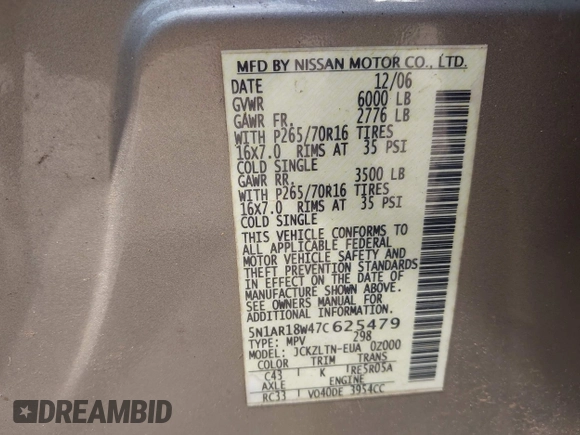 MFD BY NISSAN MOTOR CO., LTD.
DATE 12/06
GVWR 6000 LB
GAWR FR. 2776 LB
WITH P265/70R16 TIRES
16X7.0 RIMS AT 35 PSI
COLD SINGLE
GAWR RR. 3500 LB
WITH P265/70R16 TIRES
16X7.0 RIMS AT 35 PSI
COLD SINGLE
THIS VEHICLE CONFORMS TO
ALL APPLICABLE FEDERAL
MOTOR VEHICLE SAFETY AND
THEFT PREVENTION STANDARDS
IN EFFECT ON THE DATE OF
MANUFACTURE SHOWN ABOVE.
SEE OWNERS MANUAL FOR
ADDITIONAL INFORMATION.
5N1AR18W47C625479
TYPE: MPV 298
MODEL: JCKZLTN-EUA 0Z000
COLOR TRIM TRANS
C43 K RE5R05A
AXLE ENGINE
RC33 VQ40DE 3954CC
STATBID